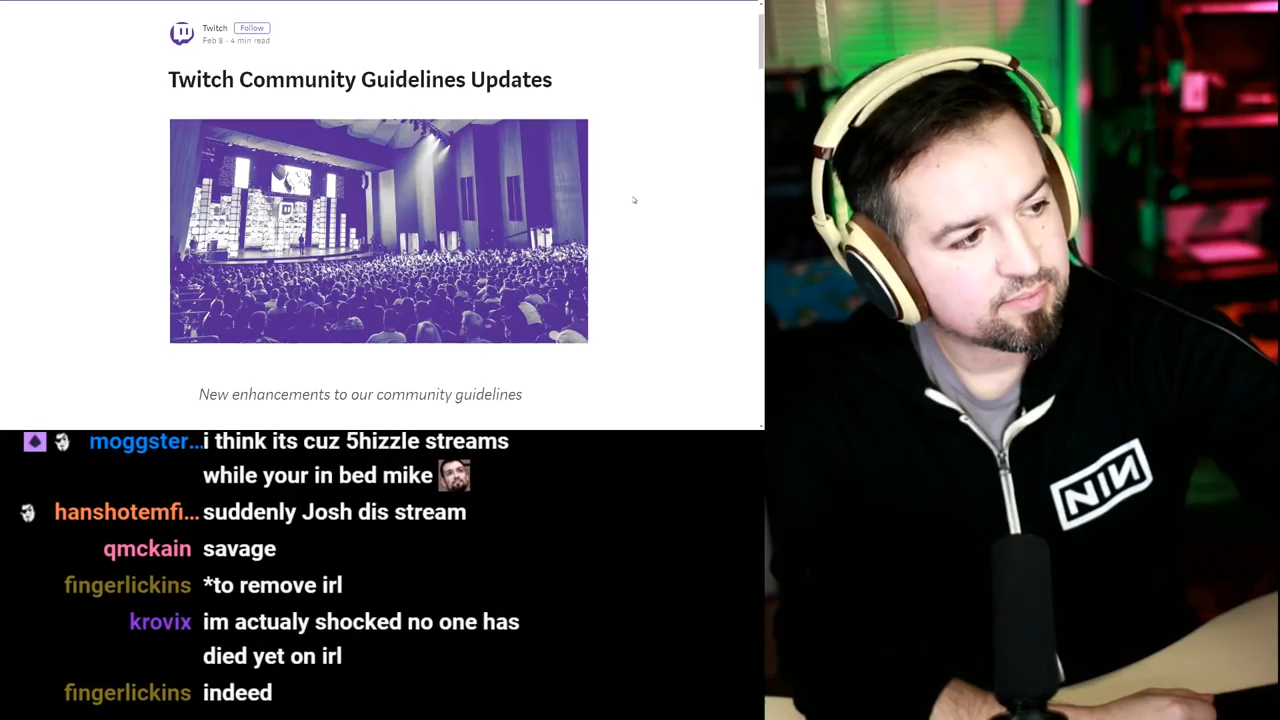 Twitch Follow
Feb 8 · 4 min read
Twitch Community Guidelines Updates
New enhancements to our community guidelines
moggster... i think its cuz 5hizzle streams
while your in bed mike
hanshotemfi... suddenly Josh dis stream
qmckain savage
fingerlickins *to remove irl
krovix im actualy shocked no one has
died yet on irl
fingerlickins indeed
NIN